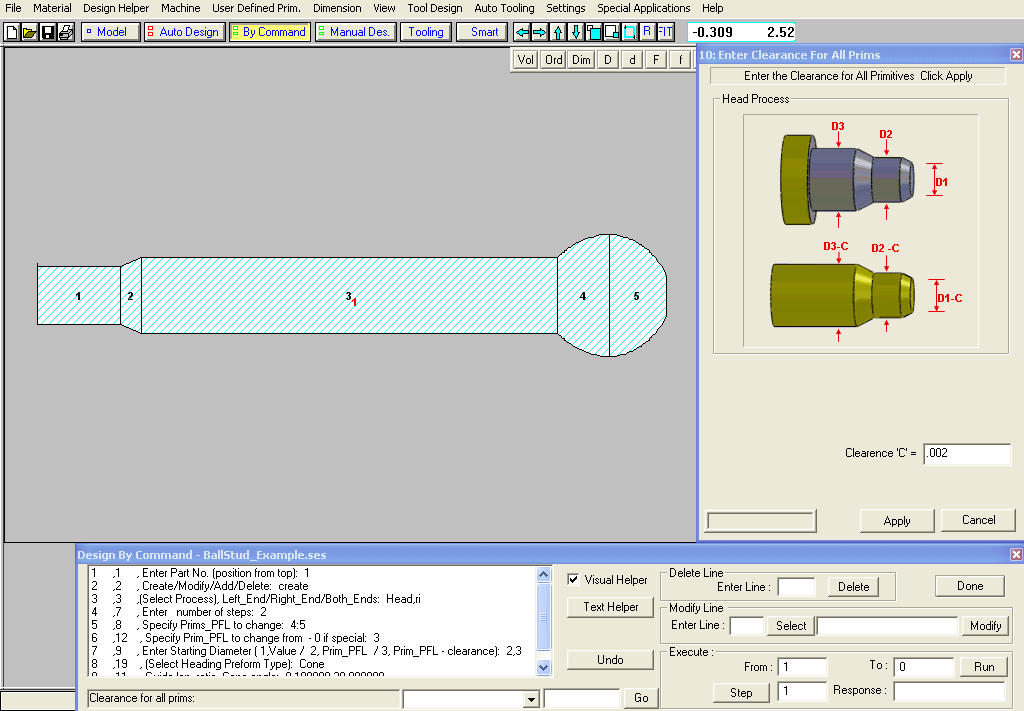 File Material Design Helper Machine User Defined Prim. Dimension View Tool Design Auto Tooling Settings Special Applications Help
Model Auto Design By Command Manual Des. Tooling Smart R FIT -0.309 2.52
Vol Ord Dim D d F f
10: Enter Clearance For All Prims
Enter the Clearance for All Primitives Click Apply
Head Process
D3
D2
D1
D3-C
D2 -C
D1-C
1 2 3 1 4 5
Clearence 'C' = .002
Apply Cancel
Design By Command - BallStud_Example.ses
1 ,1 , Enter Part No. (position from top): 1
2 ,2 , Create/Modify/Add/Delete: create
3 ,3 ,(Select Process), Left_End/Right_End/Both_Ends: Head,ri
4 ,7 , Enter number of steps: 2
5 ,8 , Specify Prims_PFL to change: 4:5
6 ,12 , Specify Prim_PFL to change from - 0 if special: 3
7 ,9 , Enter Starting Diameter ( 1,Value / 2, Prim_PFL / 3, Prim_PFL - clearance): 2,3
8 ,19 , (Select Heading Preform Type): Cone
Clearance for all prims:
Go
Visual Helper
Text Helper
Undo
Delete Line
Enter Line : Delete
Done
Modify Line
Enter Line : Select Modify
Execute :
From : 1 To : 0 Run
Step 1 Response :